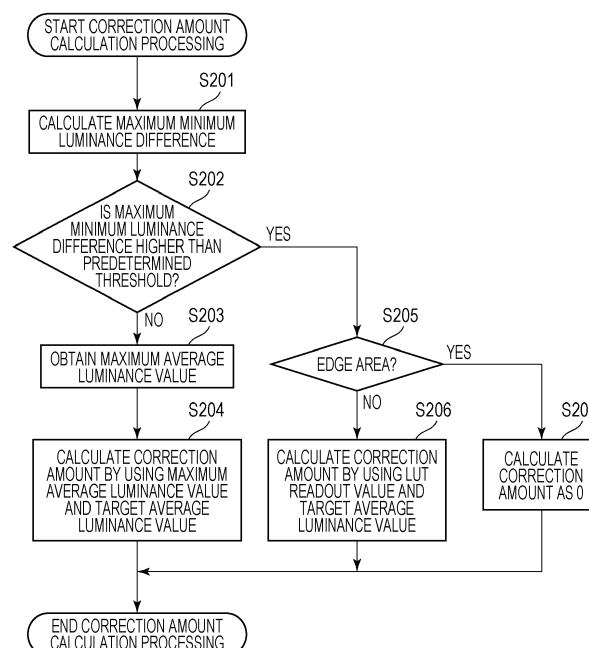 START CORRECTION AMOUNT
CALCULATION PROCESSING
S201
CALCULATE MAXIMUM MINIMUM
LUMINANCE DIFFERENCE
S202
IS MAXIMUM
MINIMUM LUMINANCE
DIFFERENCE HIGHER THAN
PREDETERMINED
THRESHOLD?
YES
NO
S203
OBTAIN MAXIMUM AVERAGE
LUMINANCE VALUE
S205
EDGE AREA?
YES
NO
S204
CALCULATE CORRECTION
AMOUNT BY USING MAXIMUM
AVERAGE LUMINANCE VALUE
AND TARGET AVERAGE
LUMINANCE VALUE
S206
CALCULATE CORRECTION
AMOUNT BY USING LUT
READOUT VALUE AND
TARGET AVERAGE
LUMINANCE VALUE
S20
CALCULATE
CORRECTION
AMOUNT AS 0
END CORRECTION AMOUNT
CALCULATION PROCESSING